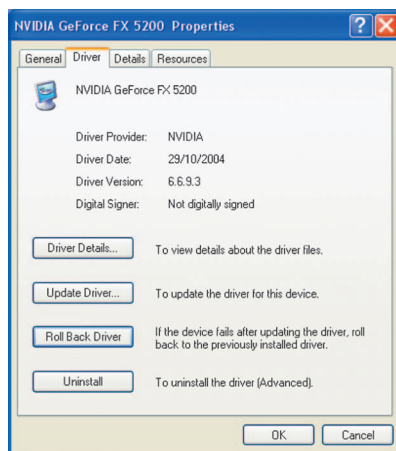 NVIDIA GeForce FX 5200 Properties
General Driver Details Resources
NVIDIA GeForce FX 5200
Driver Provider: NVIDIA
Driver Date: 29/10/2004
Driver Version: 6.6.9.3
Digital Signer: Not digitally signed
Driver Details... To view details about the driver files.
Update Driver... To update the driver for this device.
Roll Back Driver If the device fails after updating the driver, roll
back to the previously installed driver.
Uninstall To uninstall the driver (Advanced).
OK Cancel